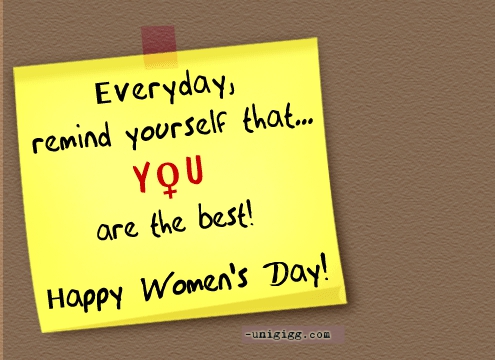 Everyday,
remind yourself that...
YOU
are the best!
Happy Women's Day!
-unigigg.com